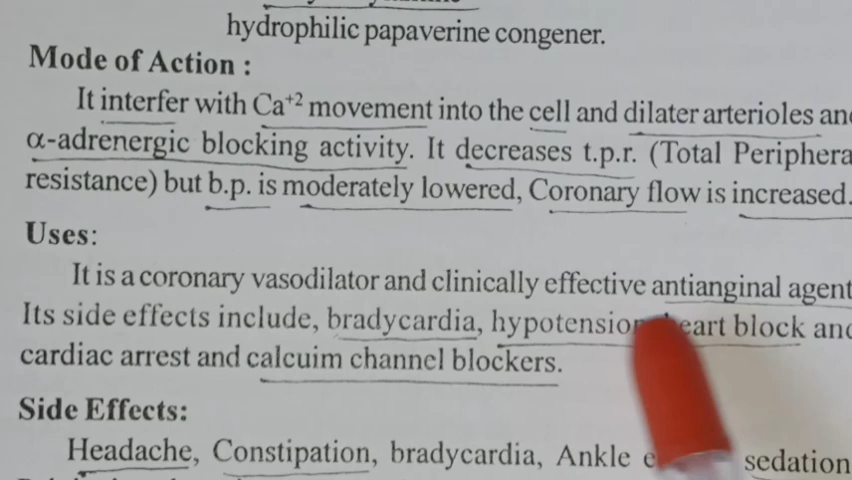 hydrophilic papaverine congener.
Mode of Action :
It interfer with Ca+2 movement into the cell and dilater arterioles an
α-adrenergic blocking activity. It decreases t.p.r. (Total Periphera
resistance) but b.p. is moderately lowered, Coronary flow is increased.
Uses:
It is a coronary vasodilator and clinically effective antianginal agent
Its side effects include, bradycardia, hypotension heart block and
cardiac arrest and calcuim channel blockers.
Side Effects:
Headache, Constipation, bradycardia, Ankle sedation